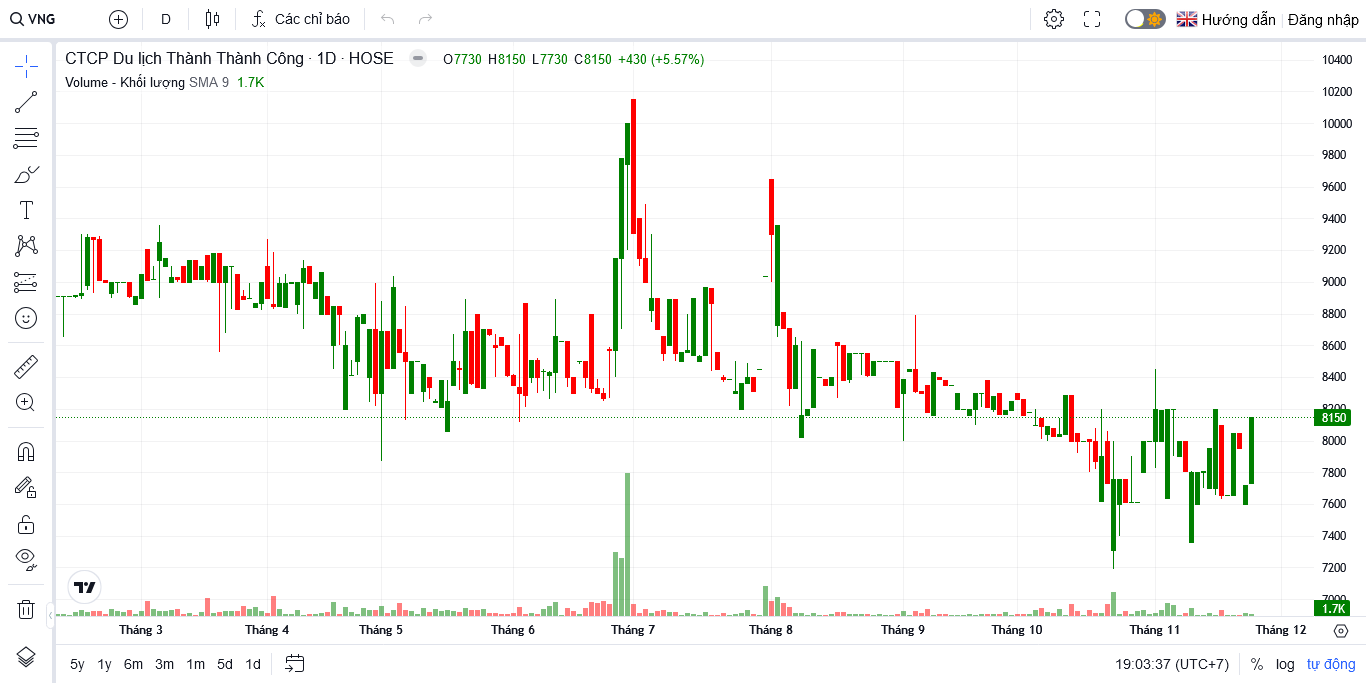 VNG
D
Các chỉ báo
Hướng dẫn
Đăng nhập
CTCP Du lịch Thành Thành Công · 1D · HOSE
O7730 H8150 L7730 C8150 +430 (+5.57%)
Volume - Khối lượng SMA 9 1.7K
10400
10200
10000
9800
9600
9400
9200
9000
8800
8600
8400
8200
8150
8000
7800
7600
7400
7200
7000
1.7K
Tháng 3
Tháng 4
Tháng 5
Tháng 6
Tháng 7
Tháng 8
Tháng 9
Tháng 10
Tháng 11
Tháng 12
5y 1y 6m 3m 1m 5d 1d
19:03:37 (UTC+7)
% log tự động